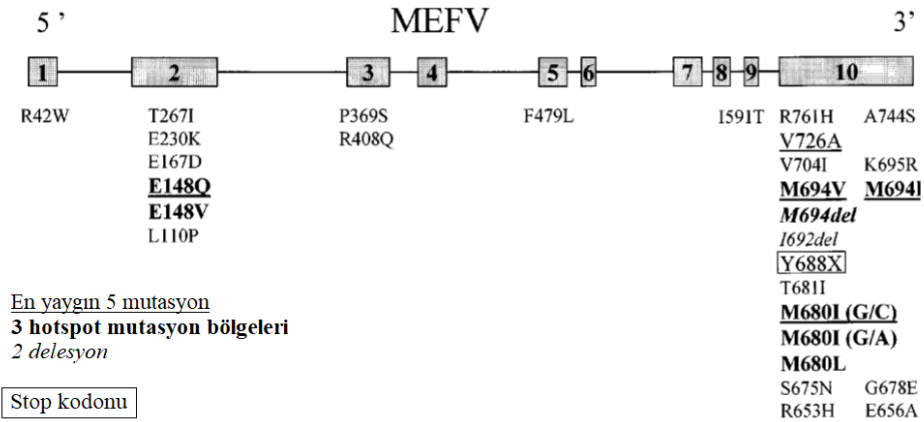 5 ’ MEFV 3’
1 2 3 4 5 6 7 8 9 10
R42W T267I P369S F479L I591T R761H A744S
E230K R408Q V726A
E167D V704I K695R
E148Q M694V M694I
E148V M694del
L110P I692del
Y688X
T681I
En yaygın 5 mutasyon
3 hotspot mutasyon bölgeleri M680I (G/C)
2 delesyon M680I (G/A)
M680L
Stop kodonu S675N G678E
R653H E656A